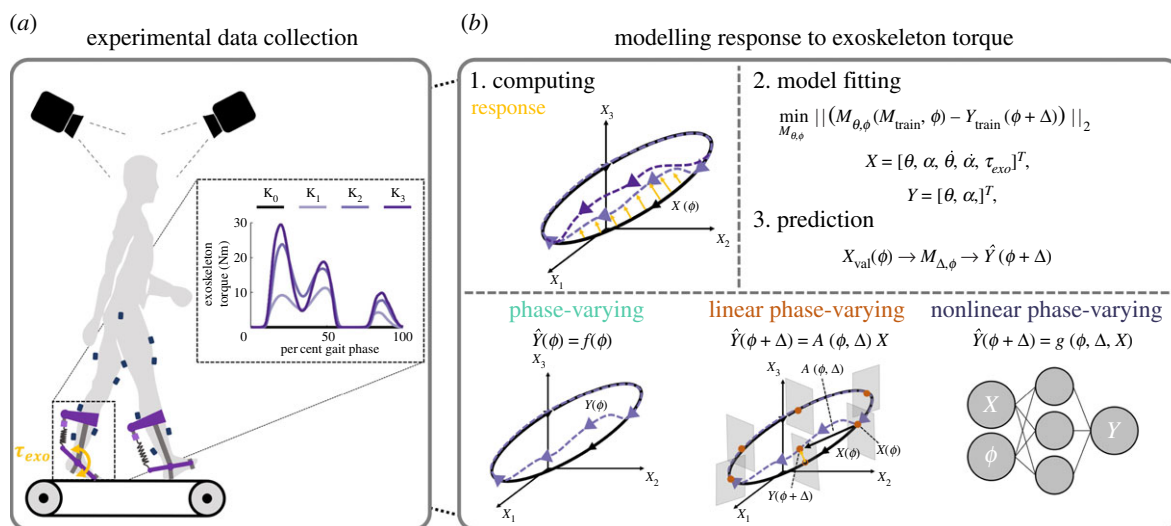 (a)
experimental data collection
K0 K1 K2 K3
exoskeleton
torque (Nm)
30
20
10
0 50 100
per cent gait phase
τexo
(b)
modelling response to exoskeleton torque
1. computing
response
X3
X (ϕ)
X2
X1
2. model fitting
min Mθ,ϕ ||(Mθ,ϕ(Mtrain, ϕ) – Ytrain (ϕ + Δ)) ||2
X = [θ, α, θ̇, α̇, τexo]T,
Y = [θ, α,]T,
3. prediction
Xval(ϕ) → MΔ,ϕ → Ŷ (ϕ + Δ)
phase-varying
Ŷ(ϕ) = f(ϕ)
X3
Y(ϕ)
X2
X1
linear phase-varying
Ŷ(ϕ + Δ) = A (ϕ, Δ) X
X3
A (ϕ, Δ)
X(ϕ)
X(ϕ)
Y(ϕ + Δ)
X2
X1
nonlinear phase-varying
Ŷ(ϕ + Δ) = g (ϕ, Δ, X)
X
ϕ
Y